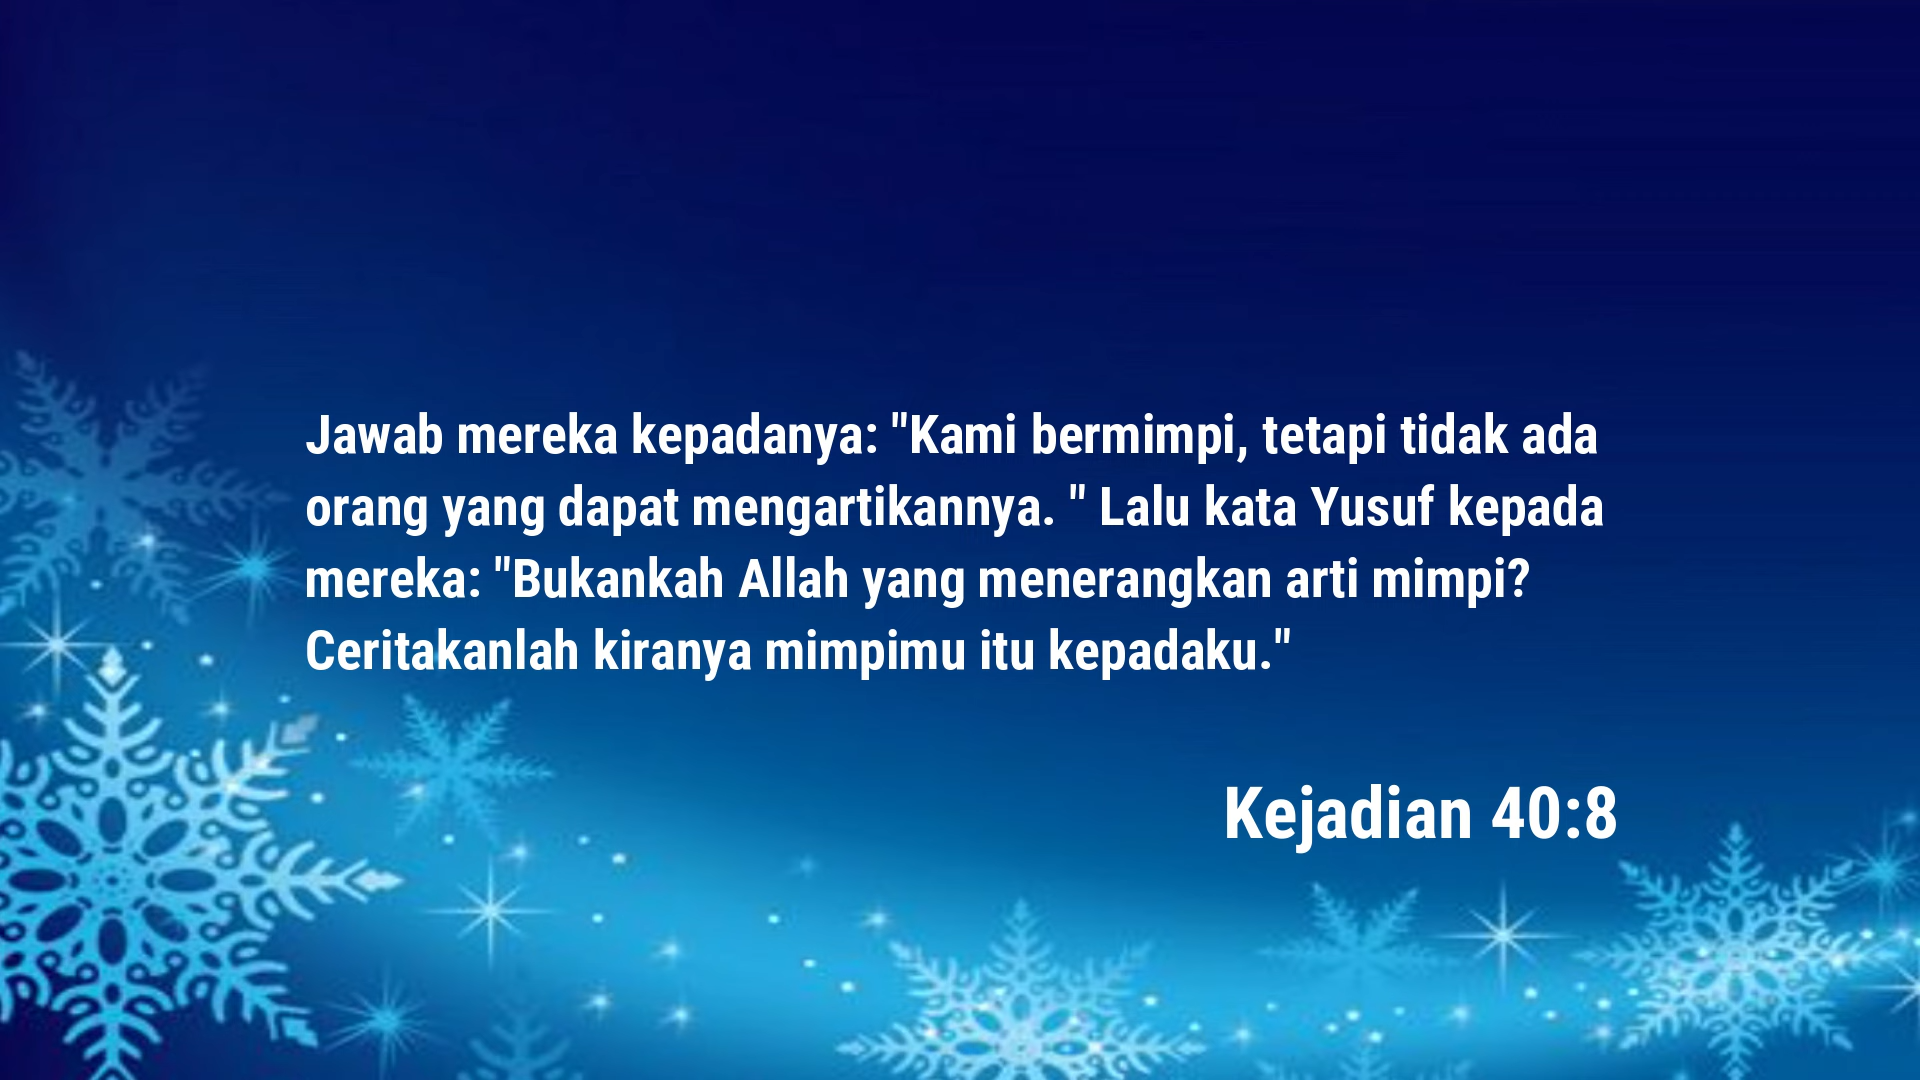 Jawab mereka kepadanya: "Kami bermimpi, tetapi tidak ada
orang yang dapat mengartikannya. " Lalu kata Yusuf kepada
mereka: "Bukankah Allah yang menerangkan arti mimpi?
Ceritakanlah kiranya mimpimu itu kepadaku."
Kejadian 40:8